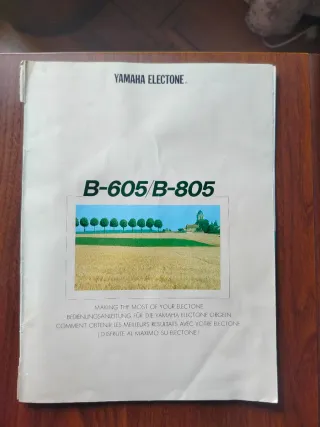 YAMAHA ELECTONE
B-605/B-805
MAKING THE MOST OF YOUR ELECTONE
BEDIENUNGSANLEITUNG FÜR DIE YAMAHA ELECTONE ORGELN
COMMENT OBTENIR LES MEILLEURS RESULTATS AVEC VOTRE ELECTONE
¡DISFRUTE AL MAXIMO SU ELECTONE!